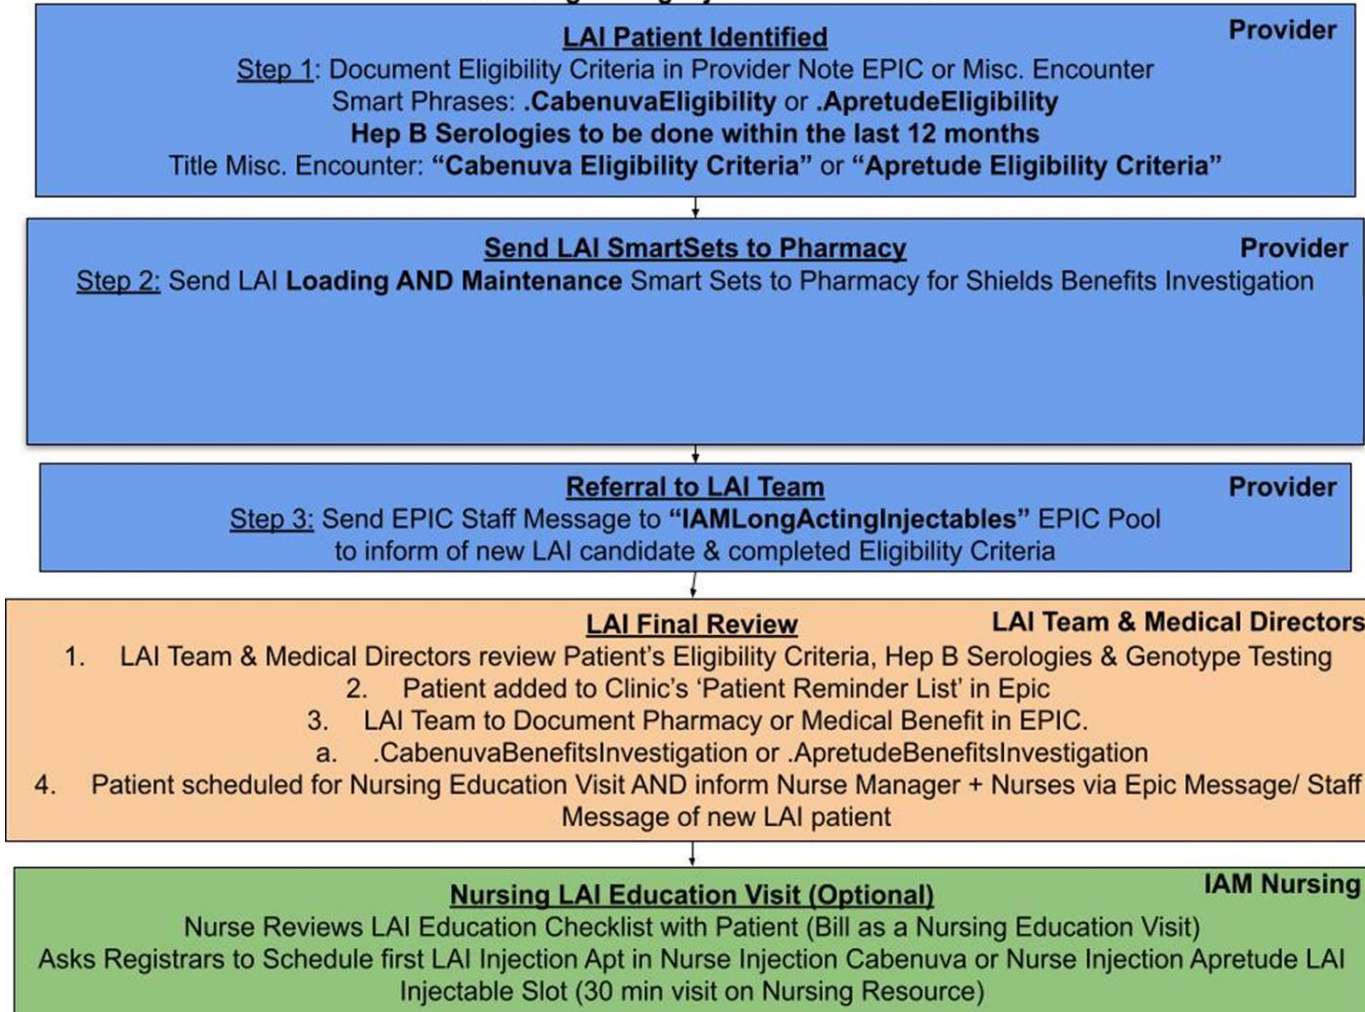 LAI Patient Identified
Provider
Step 1: Document Eligibility Criteria in Provider Note EPIC or Misc. Encounter
Smart Phrases: .CabenuvaEligibility or .ApretudeEligibility
Hep B Serologies to be done within the last 12 months
Title Misc. Encounter: “Cabenuva Eligibility Criteria” or “Apretude Eligibility Criteria”
Send LAI SmartSets to Pharmacy
Provider
Step 2: Send LAI Loading AND Maintenance Smart Sets to Pharmacy for Shields Benefits Investigation
Referral to LAI Team
Provider
Step 3: Send EPIC Staff Message to “IAMLongActingInjectables” EPIC Pool
to inform of new LAI candidate & completed Eligibility Criteria
LAI Final Review
LAI Team & Medical Directors
1. LAI Team & Medical Directors review Patient’s Eligibility Criteria, Hep B Serologies & Genotype Testing
2. Patient added to Clinic’s ‘Patient Reminder List’ in Epic
3. LAI Team to Document Pharmacy or Medical Benefit in EPIC.
a. .CabenuvaBenefitsInvestigation or .ApretudeBenefitsInvestigation
4. Patient scheduled for Nursing Education Visit AND inform Nurse Manager + Nurses via Epic Message/ Staff
Message of new LAI patient
Nursing LAI Education Visit (Optional)
IAM Nursing
Nurse Reviews LAI Education Checklist with Patient (Bill as a Nursing Education Visit)
Asks Registrars to Schedule first LAI Injection Apt in Nurse Injection Cabenuva or Nurse Injection Apretude LAI
Injectable Slot (30 min visit on Nursing Resource)